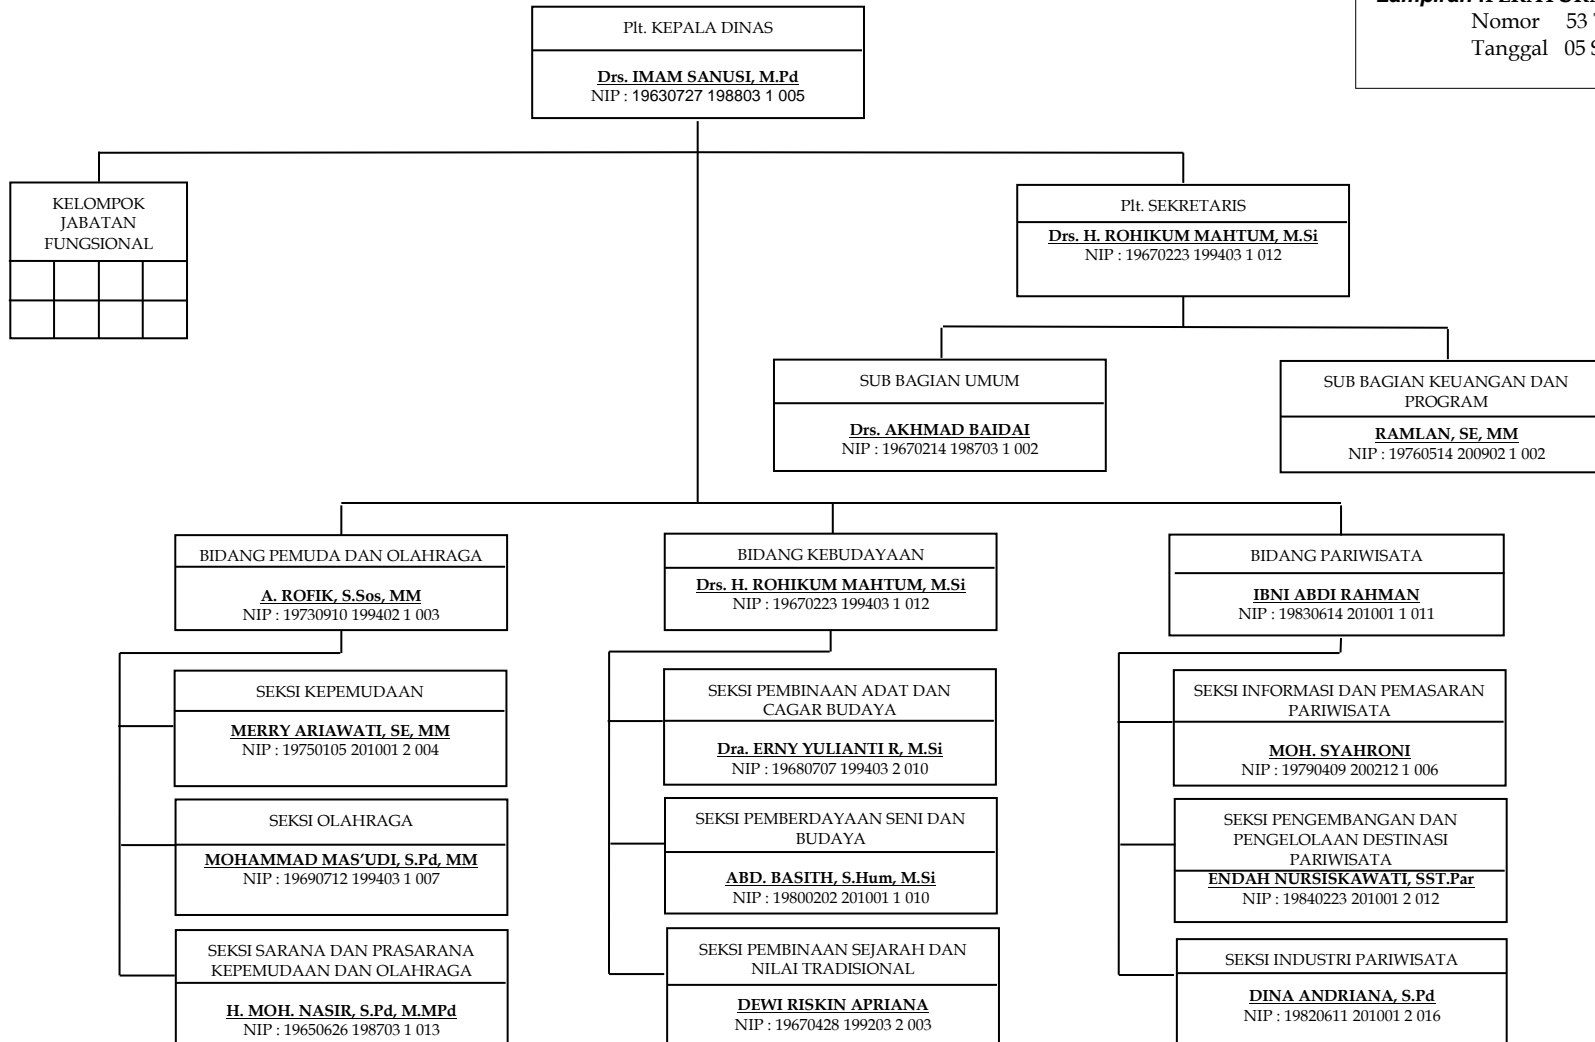 Plt. KEPALA DINAS
Drs. IMAM SANUSI, M.Pd
NIP : 19630727 198803 1 005
Nomor 53
Tanggal 05
KELOMPOK
JABATAN
FUNGSIONAL
Plt. SEKRETARIS
Drs. H. ROHIKUM MAHTUM, M.Si
NIP : 19670223 199403 1 012
SUB BAGIAN UMUM
Drs. AKHMAD BAIDAI
NIP : 19670214 198703 1 002
SUB BAGIAN KEUANGAN DAN
PROGRAM
RAMLAN, SE, MM
NIP : 19760514 200902 1 002
BIDANG PEMUDA DAN OLAHRAGA
A. ROFIK, S.Sos, MM
NIP : 19730910 199402 1 003
BIDANG KEBUDAYAAN
Drs. H. ROHIKUM MAHTUM, M.Si
NIP : 19670223 199403 1 012
BIDANG PARIWISATA
IBNI ABDI RAHMAN
NIP : 19830614 201001 1 011
SEKSI KEPEMUDAAN
MERRY ARIAWATI, SE, MM
NIP : 19750105 201001 2 004
SEKSI PEMBINAAN ADAT DAN
CAGAR BUDAYA
Dra. ERNY YULIANTI R, M.Si
NIP : 19680707 199403 2 010
SEKSI INFORMASI DAN PEMASARAN
PARIWISATA
MOH. SYAHRONI
NIP : 19790409 200212 1 006
SEKSI OLAHRAGA
MOHAMMAD MAS’UDI, S.Pd, MM
NIP : 19690712 199403 1 007
SEKSI PEMBERDAYAAN SENI DAN
BUDAYA
ABD. BASITH, S.Hum, M.Si
NIP : 19800202 201001 1 010
SEKSI PENGEMBANGAN DAN
PENGELOLAAN DESTINASI
PARIWISATA
ENDAH NURSISKAWATI, SST.Par
NIP : 19840223 201001 2 012
SEKSI SARANA DAN PRASARANA
KEPEMUDAAN DAN OLAHRAGA
H. MOH. NASIR, S.Pd, M.MPd
NIP : 19650626 198703 1 013
SEKSI PEMBINAAN SEJARAH DAN
NILAI TRADISIONAL
DEWI RISKIN APRIANA
NIP : 19670428 199203 2 003
SEKSI INDUSTRI PARIWISATA
DINA ANDRIANA, S.Pd
NIP : 19820611 201001 2 016